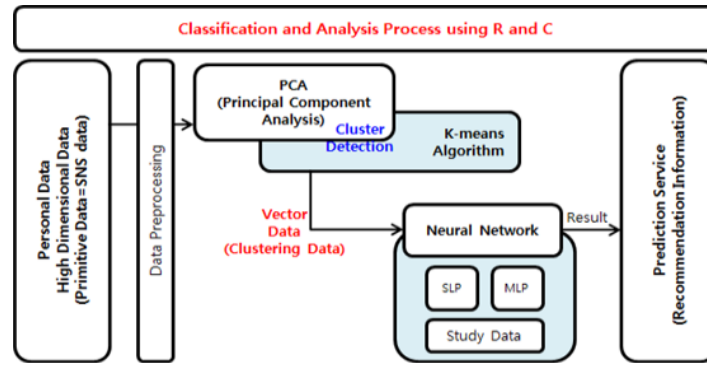 Classification and Analysis Process using R and C
Personal Data
High Dimensional Data
(Primitive Data=SNS data)
Data Preprocessing
PCA
(Principal Component
Analysis)
Cluster
Detection
K-means
Algorithm
Vector
Data
(Clustering Data)
Neural Network
SLP
MLP
Study Data
Result
Prediction Service
(Recommendation Information)